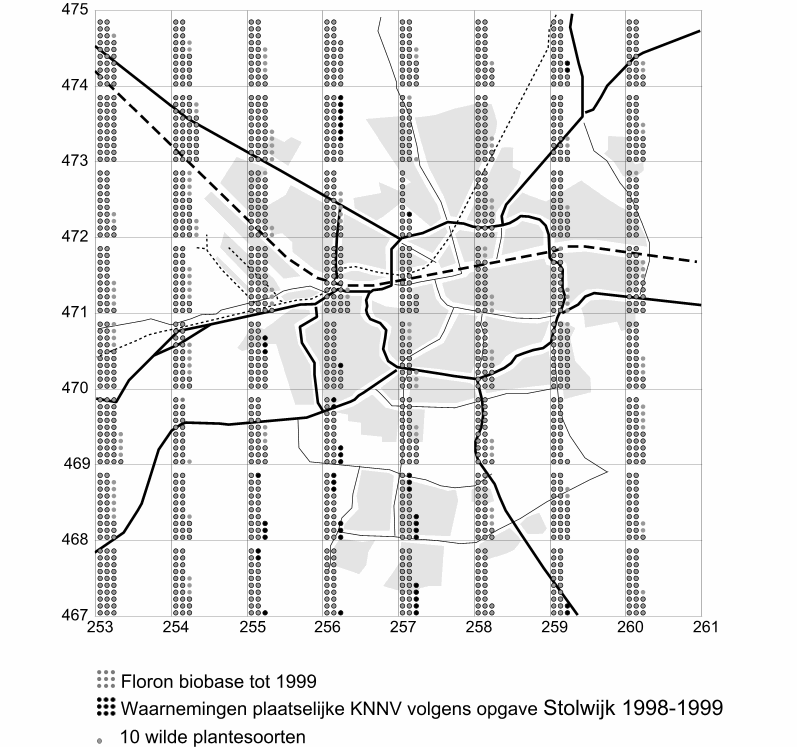 475
474
473
472
471
470
469
468
467
253 254 255 256 257 258 259 260 261
Floron biobase tot 1999
Waarnemingen plaatselijke KNNV volgens opgave Stolwijk 1998-1999
10 wilde plantesoorten